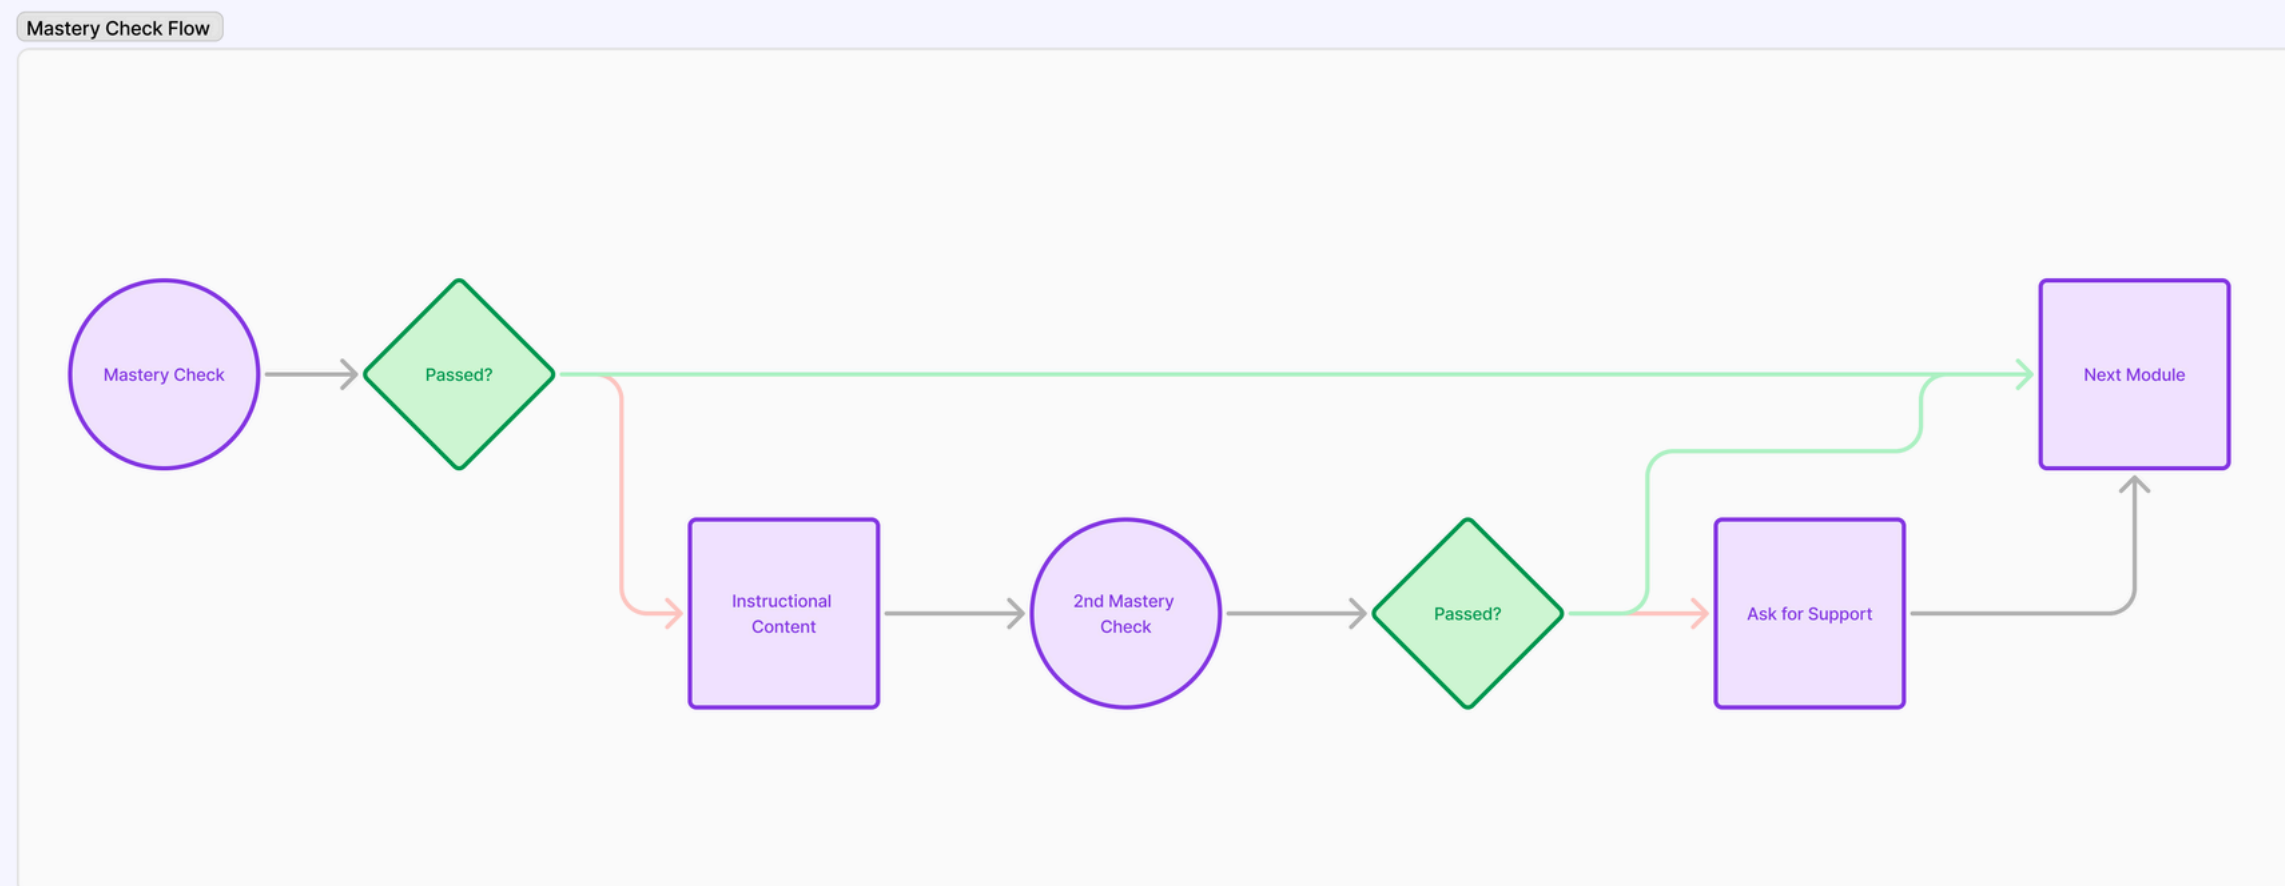 Mastery Check Flow
Mastery Check
Passed?
Next Module
Instructional
Content
2nd Mastery
Check
Passed?
Ask for Support